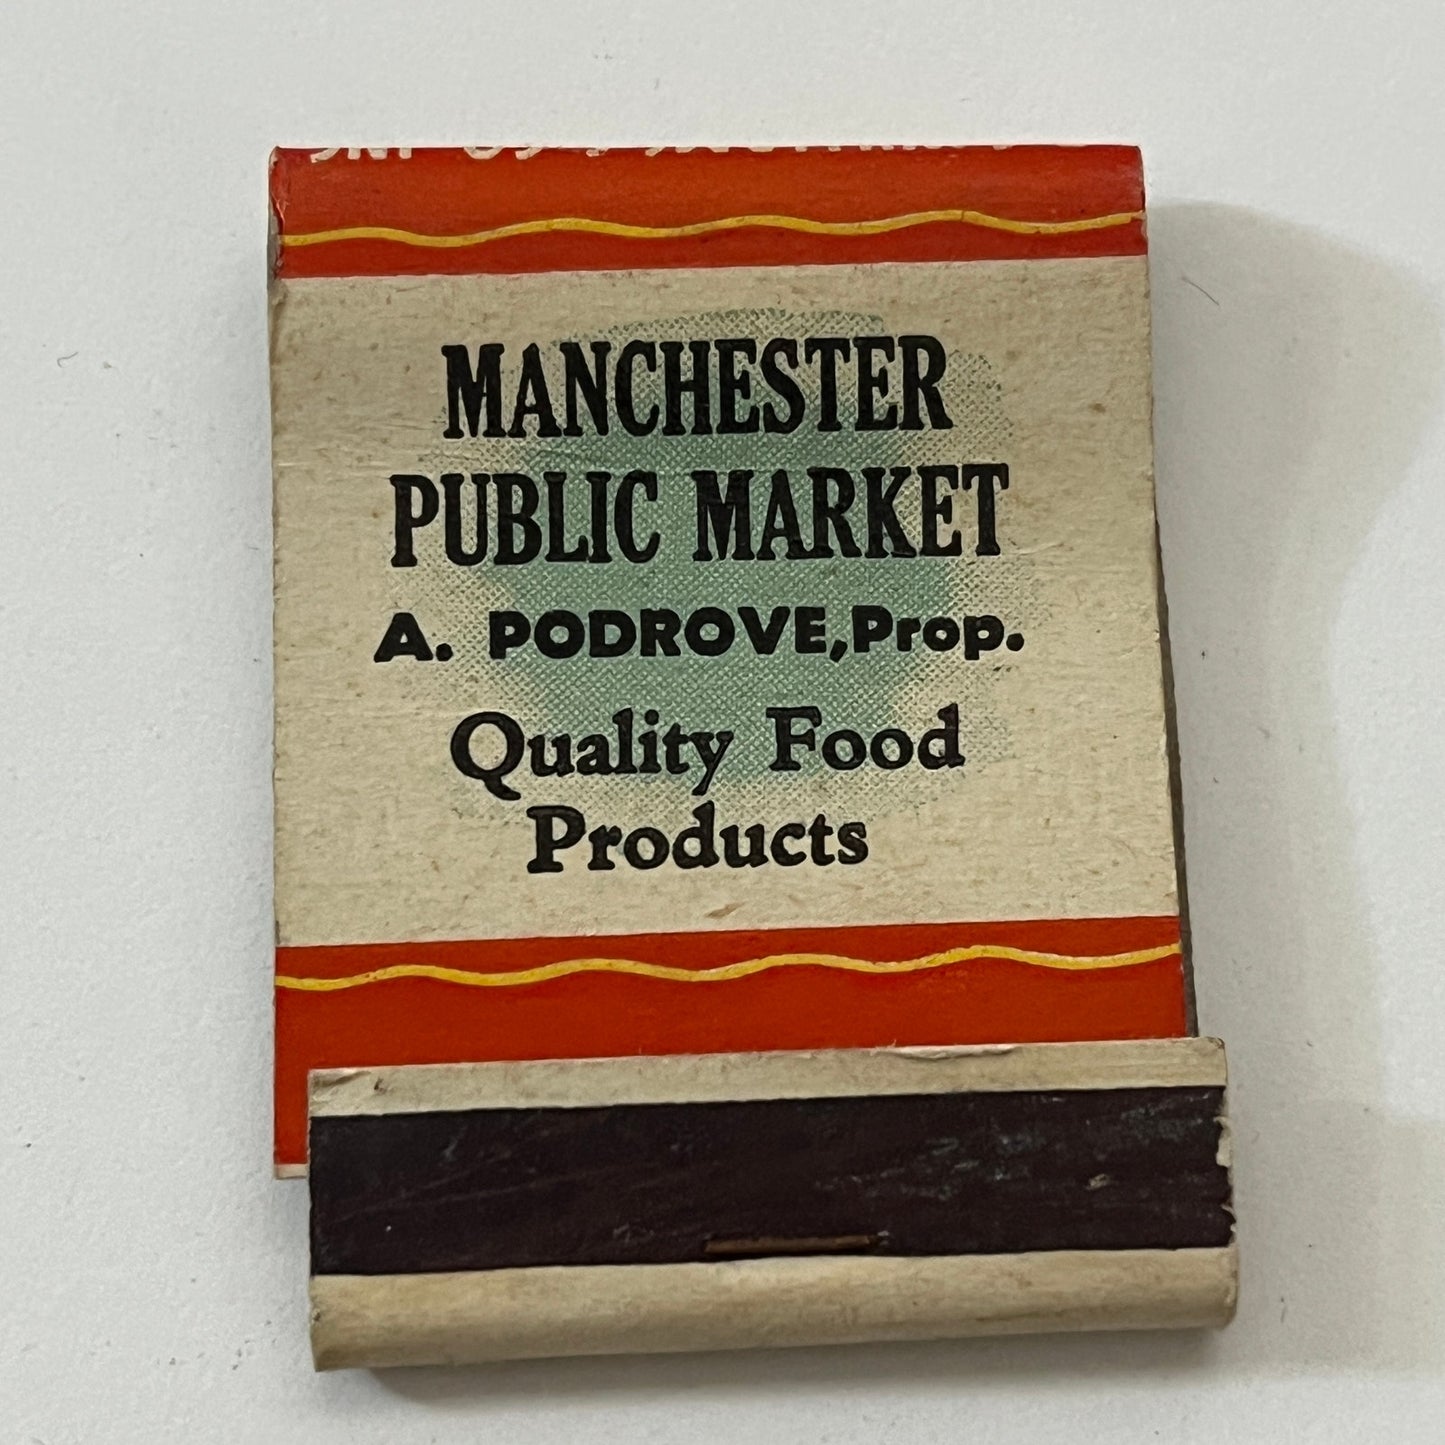 MANCHESTER
PUBLIC MARKET
A. PODROVE, Prop.
Quality Food
Products